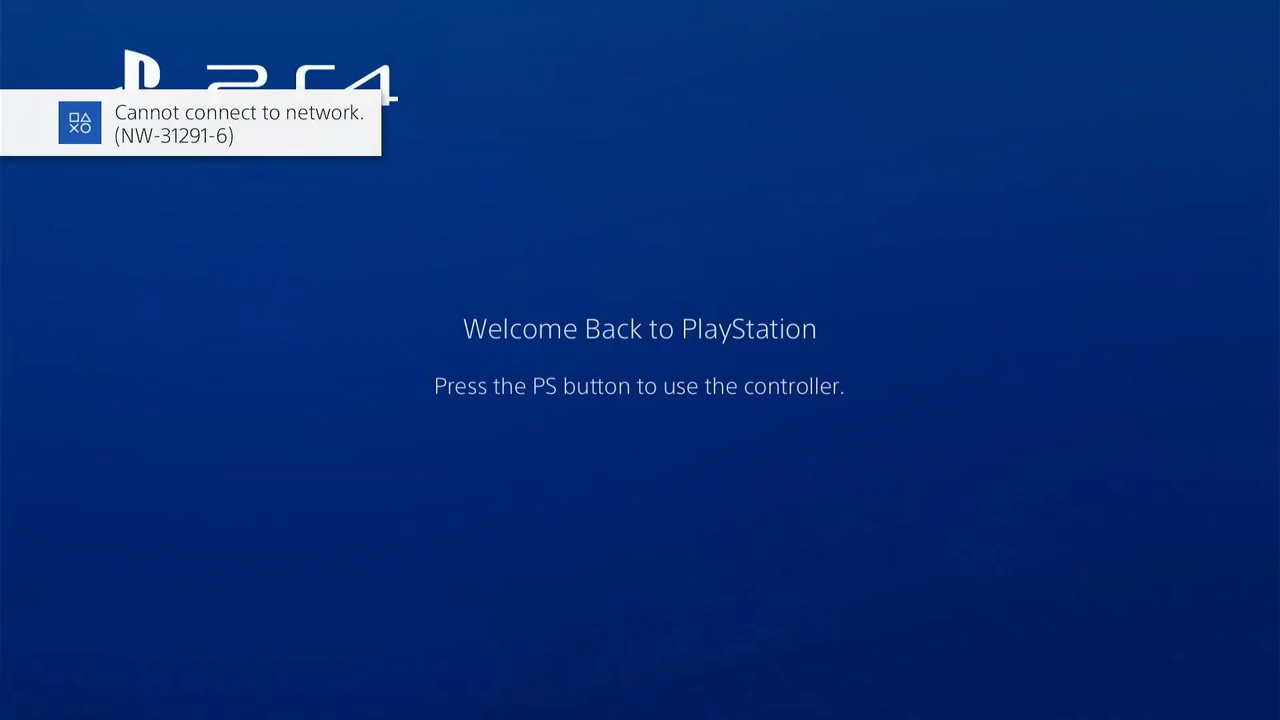 PS4
Cannot connect to network.
(NW-31291-6)
Welcome Back to PlayStation
Press the PS button to use the controller.